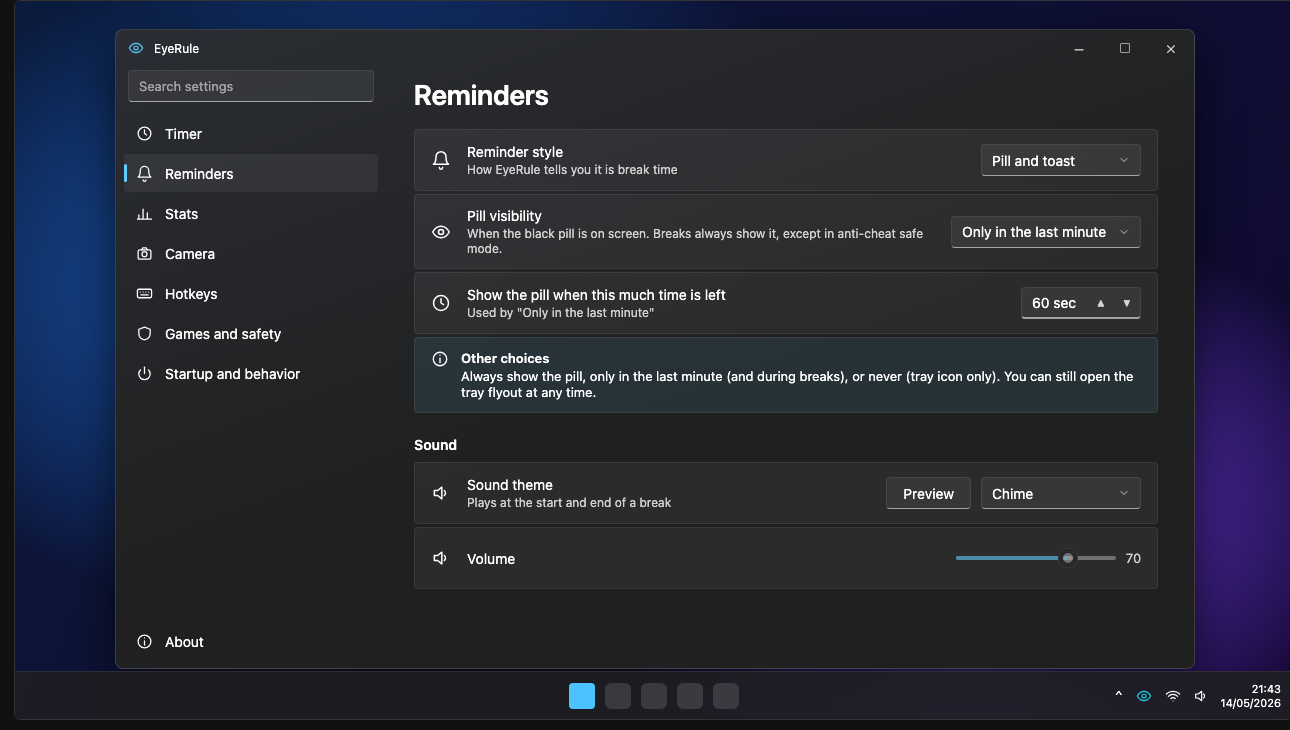 EyeRule
Search settings
Timer
Reminders
Stats
Camera
Hotkeys
Games and safety
Startup and behavior
About
Reminders
Reminder style
How EyeRule tells you it is break time
Pill and toast
Pill visibility
When the black pill is on screen. Breaks always show it, except in anti-cheat safe
mode.
Only in the last minute
Show the pill when this much time is left
Used by "Only in the last minute"
60 sec
Other choices
Always show the pill, only in the last minute (and during breaks), or never (tray icon only). You can still open the
tray flyout at any time.
Sound
Sound theme
Plays at the start and end of a break
Preview
Chime
Volume
70
21:43
14/05/2026